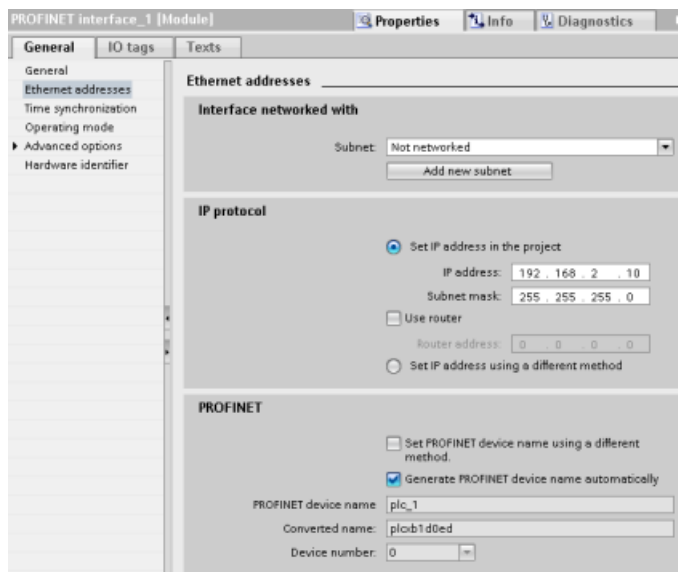 PROFINET interface_1 [Module]
Properties
Info
Diagnostics
General
IO tags
Texts
General
Ethernet addresses
Time synchronization
Operating mode
Advanced options
Hardware identifier
Ethernet addresses
Interface networked with
Subnet: Not networked
Add new subnet
IP protocol
Set IP address in the project
IP address: 192 . 168 . 2 . 10
Subnet mask: 255 . 255 . 255 . 0
Use router
Router address: 0 . 0 . 0 . 0
Set IP address using a different method
PROFINET
Set PROFINET device name using a different
method.
Generate PROFINET device name automatically
PROFINET device name plc_1
Converted name: plcxb1d0ed
Device number: 0